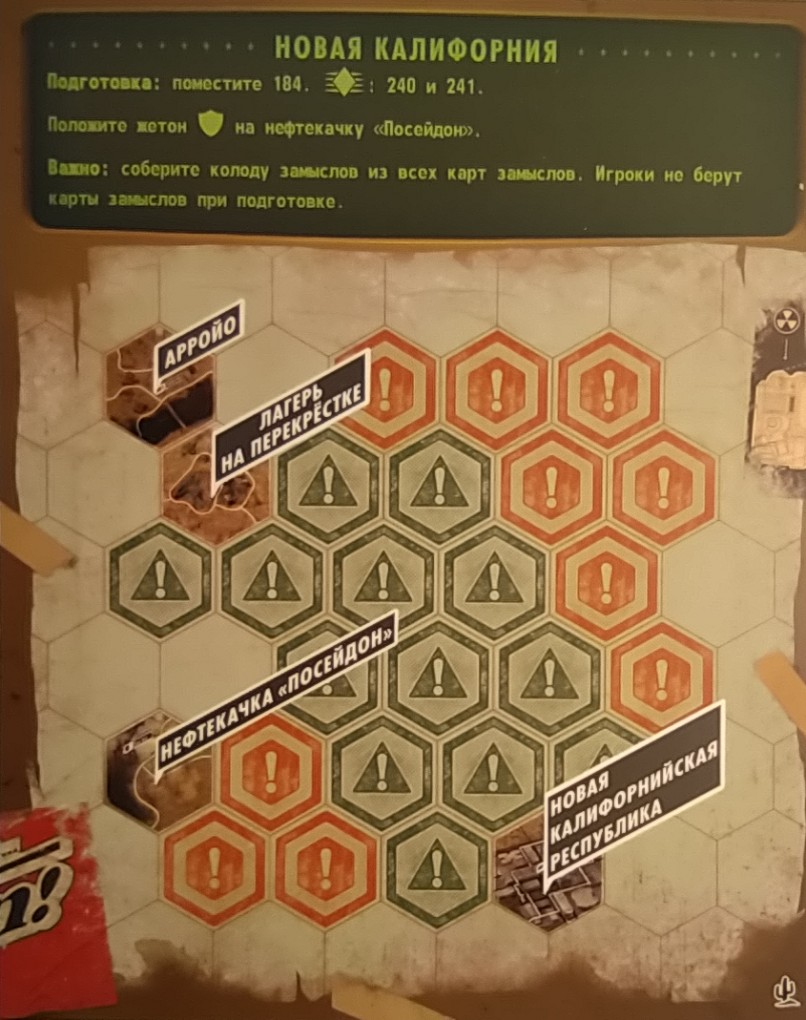 НОВАЯ КАЛИФОРНИЯ
Подготовка: поместите 184. : 240 и 241.
Положите жетон на нефтекачку «Посейдон».
Важно: соберите колоду замыслов из всех карт замыслов. Игроки не берут
карты замыслов при подготовке.
АРРОЙО
ЛАГЕРЬ
НА ПЕРЕКРЁСТКЕ
НЕФТЕКАЧКА «ПОСЕЙДОН»
НОВАЯ
КАЛИФОРНИЙСКАЯ
РЕСПУБЛИКА